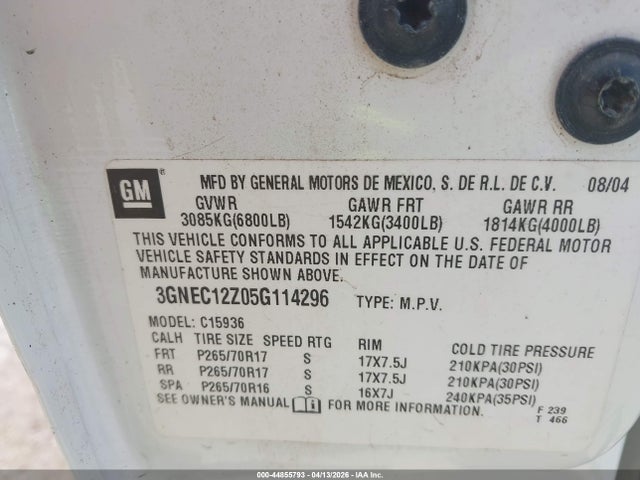 GM
MFD BY GENERAL MOTORS DE MEXICO, S. DE R.L. DE C.V. 08/04
GVWR GAWR FRT GAWR RR
3085KG(6800LB) 1542KG(3400LB) 1814KG(4000LB)
THIS VEHICLE CONFORMS TO ALL APPLICABLE U.S. FEDERAL MOTOR
VEHICLE SAFETY STANDARDS IN EFFECT ON THE DATE OF
MANUFACTURE SHOWN ABOVE.
3GNEC12Z05G114296 TYPE: M.P.V.
MODEL: C15936
CALH TIRE SIZE SPEED RTG RIM COLD TIRE PRESSURE
FRT P265/70R17 S 17X7.5J 210KPA(30PSI)
RR P265/70R17 S 17X7.5J 210KPA(30PSI)
SPA P265/70R16 S 16X7J 240KPA(35PSI)
SEE OWNER'S MANUAL FOR MORE INFORMATION.
F 239
T 466
000-44855793 - 04/13/2026 - IAA Inc.